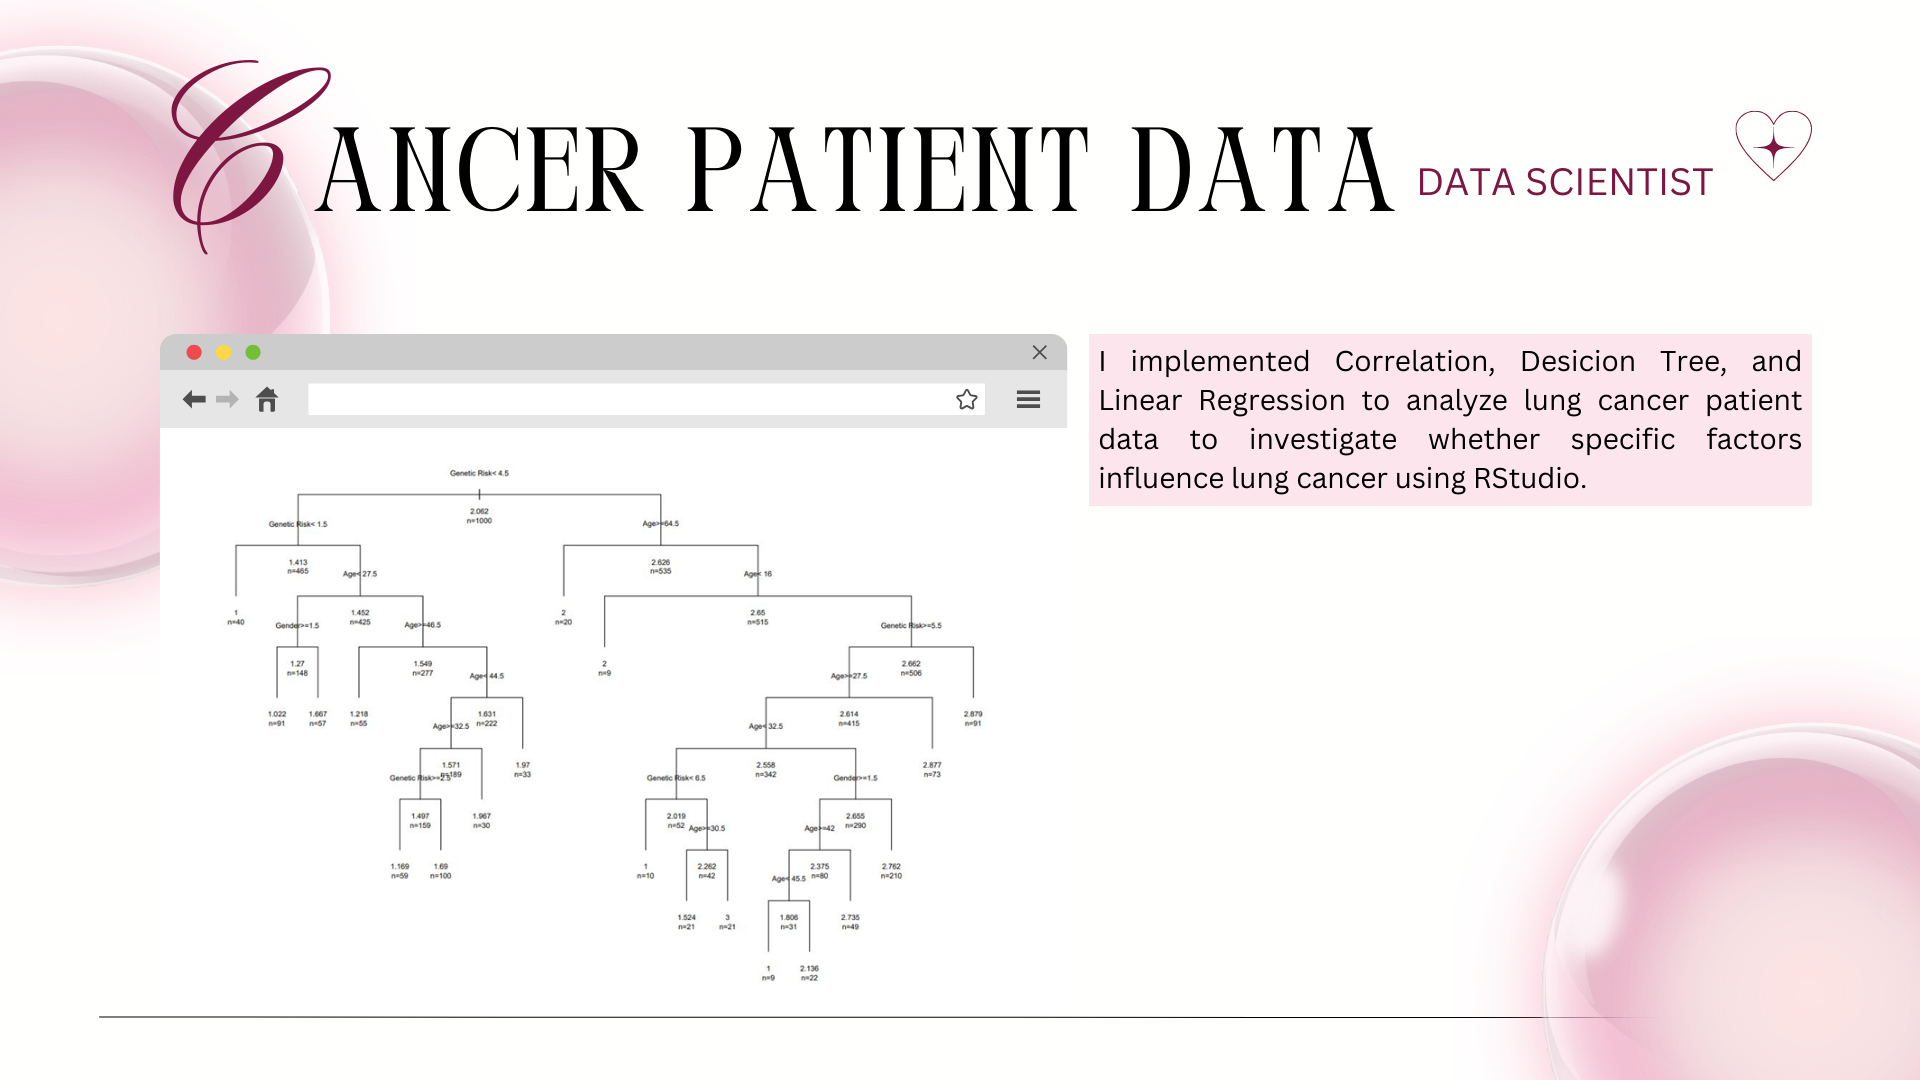 CANCER PATIENT DATA
DATA SCIENTIST
I implemented Correlation, Desicion Tree, and
Linear Regression to analyze lung cancer patient
data to investigate whether specific factors
influence lung cancer using RStudio.
Genetic Risk< 4.5
2.062
n=1000
Genetic Risk< 1.5
Age>=64.5
1.413
n=465
2.626
n=535
Age< 27.5
Age< 16
1
n=40
1.452
n=425
2
n=20
2.65
n=515
Gender>=1.5
Age>=46.5
Genetic Risk>=5.5
1.27
n=148
1.549
n=277
2
n=9
2.662
n=506
Age< 44.5
Age>=27.5
1.022
n=91
1.667
n=57
1.218
n=55
1.631
n=222
2.614
n=415
2.879
n=91
Age>=32.5
Age< 32.5
1.571
n=189
1.97
n=33
2.558
n=342
2.877
n=73
Genetic Risk>=2.5
Genetic Risk< 6.5
Gender>=1.5
1.497
n=159
1.967
n=30
2.019
n=52
2.655
n=290
Age>=30.5
Age>=42
1.169
n=59
1.69
n=100
1
n=10
2.262
n=42
2.375
n=80
2.762
n=210
Age< 45.5
1.524
n=21
3
n=21
1.806
n=31
2.735
n=49
1
n=9
2.136
n=22